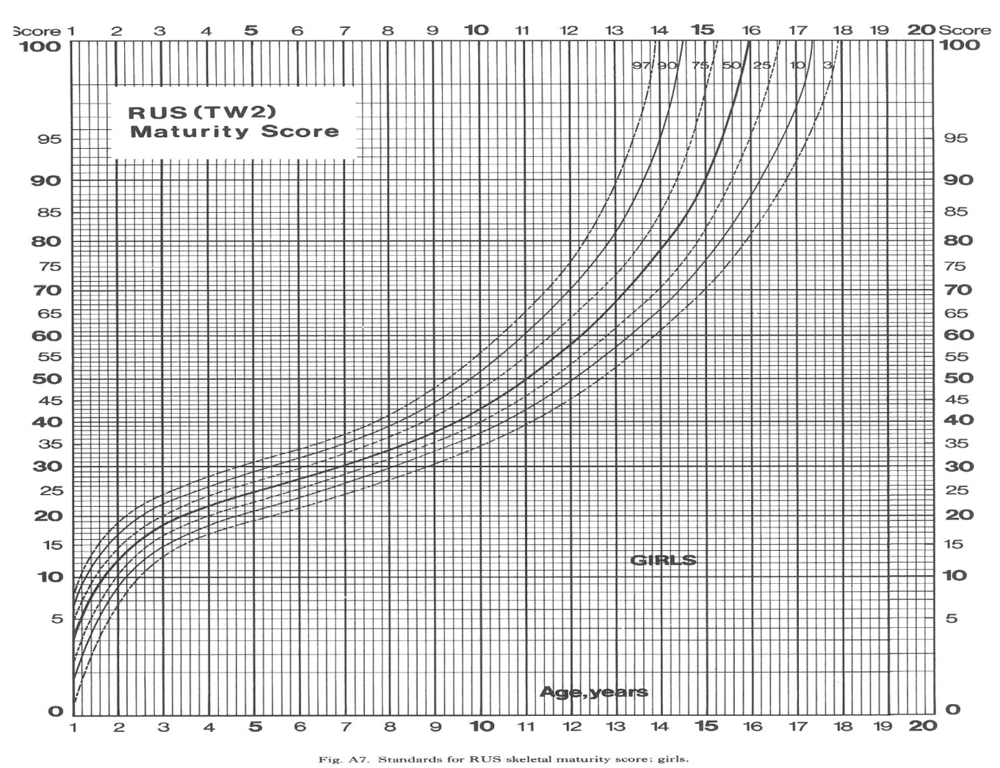 Score 1 2 3 4 5 6 7 8 9 10 11 12 13 14 15 16 17 18 19 20 Score
100 100
97 90 75 50 25 10 3
RUS (TW2)
Maturity Score
95 95
90 90
85 85
80 80
75 75
70 70
65 65
60 60
55 55
50 50
45 45
40 40
35 35
30 30
25 25
20 20
15 15
GIRLS
10 10
5 5
Age,years
0 0
1 2 3 4 5 6 7 8 9 10 11 12 13 14 15 16 17 18 19 20
Fig. A7. Standards for RUS skeletal maturity score: girls.